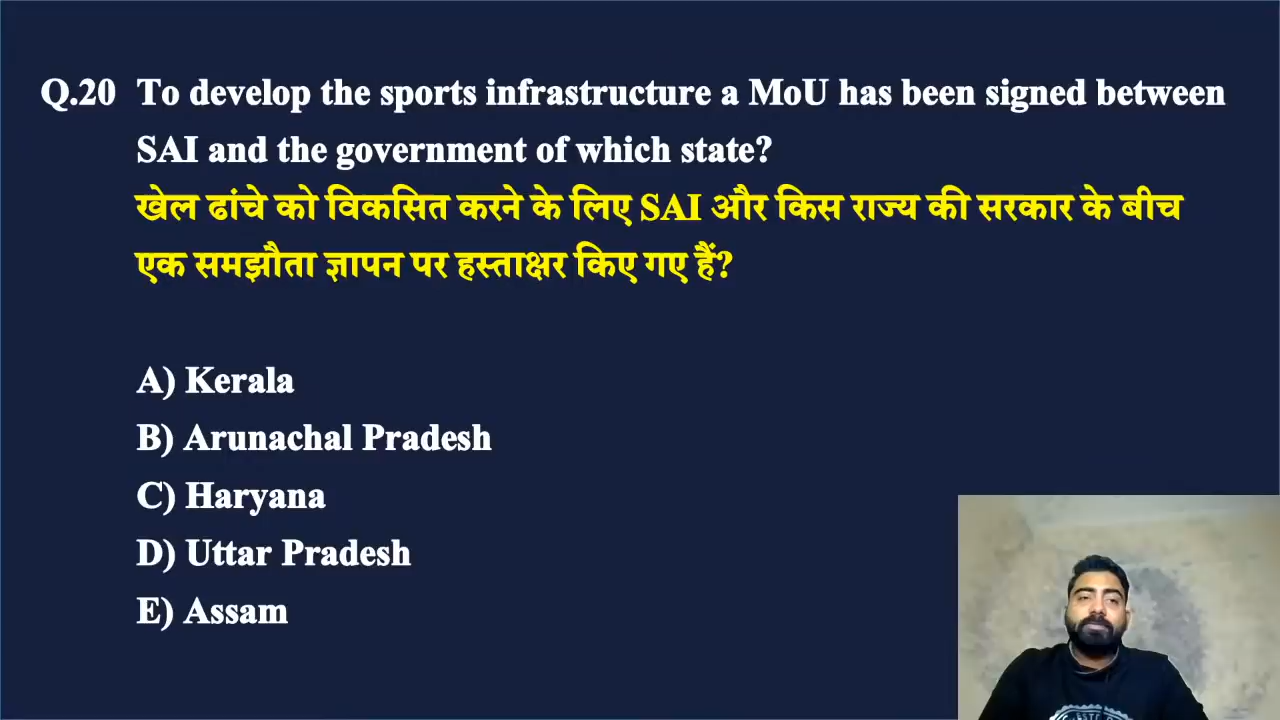 Q.20 To develop the sports infrastructure a MoU has been signed between
SAI and the government of which state?
खेल ढांचे को विकसित करने के लिए SAI और किस राज्य की सरकार के बीच
एक समझौता ज्ञापन पर हस्ताक्षर किए गए हैं?
A) Kerala
B) Arunachal Pradesh
C) Haryana
D) Uttar Pradesh
E) Assam